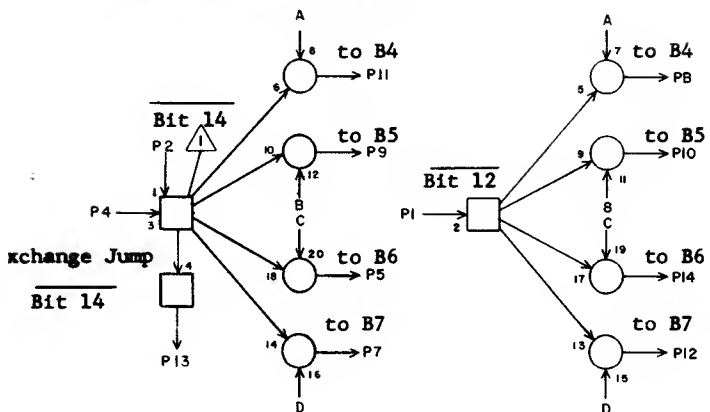 A
6 to B4
6 P11
Bit 14
P2
1
10 to B5
P9
12
1
P4
3
B
C
xchange Jump
4
Bit 14
20 to B6
18 P5
P13
14 to B7
P7
16
D
A
7 to B4
5 P8
9 to B5
P10
11
Bit 12
P1
2
8
C
19 to B6
17 P14
13 to B7
P12
15
D